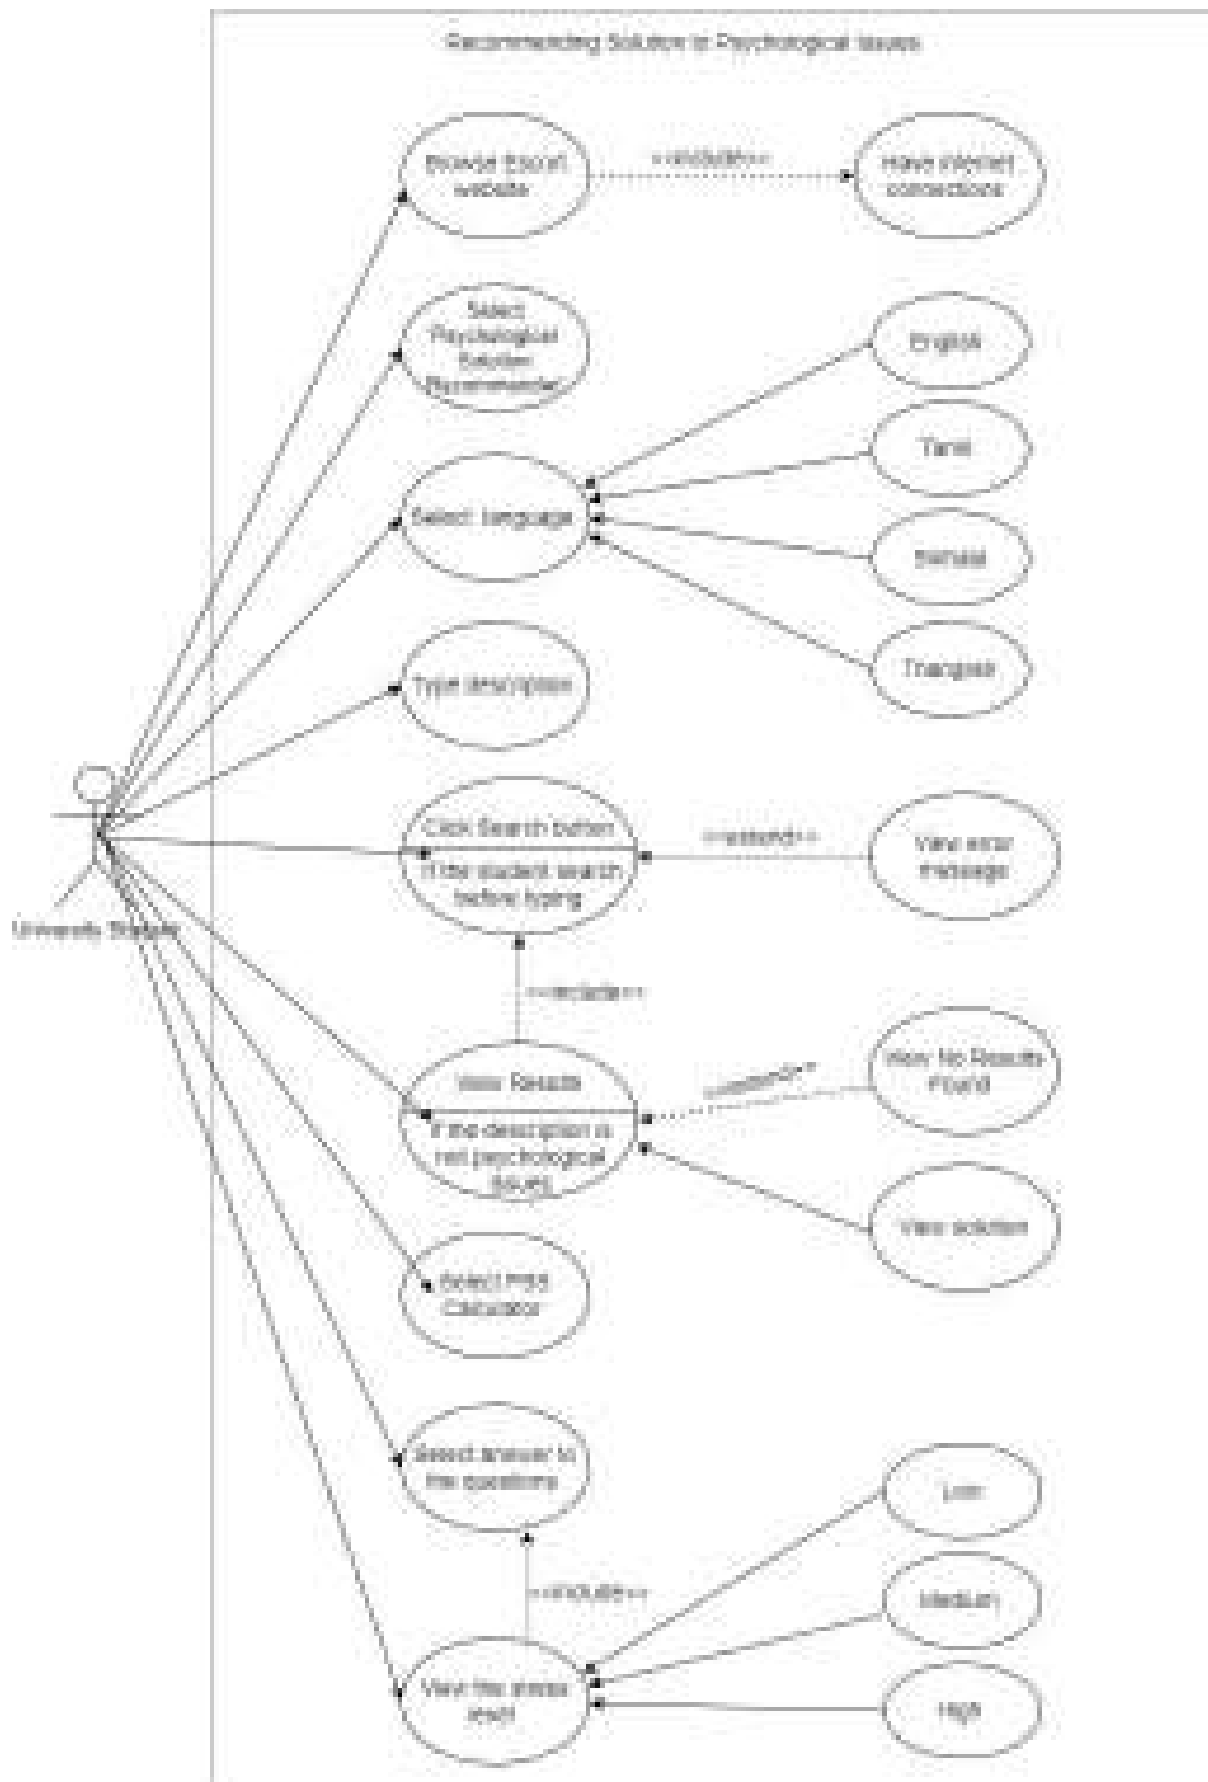 Recommending Solution to Psychological Issues
Browse
website
<<include>>
Have internet
connections
Select
Psychological
Solution
Recommender
English
Tamil
Select language
Sinhala
Thanglish
Type description
Click Search button
If the student search
before typing
<<extend>>
View error
message
University Student
<<include>>
View Results
If the description is
not psychological
issues
<<extend>>
View No Results
Found
View solution
Select PSS
Calculator
Select answer to
the questions
<<include>>
Low
Medium
High
View the stress
level